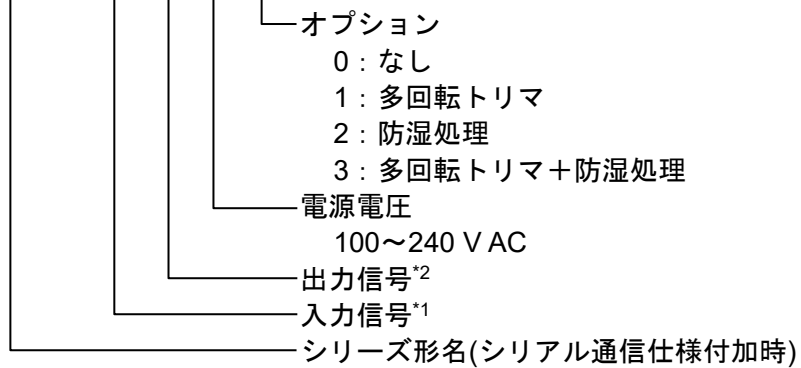 オプション
0：なし
1：多回転トリマ
2：防湿処理
3：多回転トリマ＋防湿処理
電源電圧
100～240 V AC
出力信号*2
入力信号*1
シリーズ形名(シリアル通信仕様付加時)